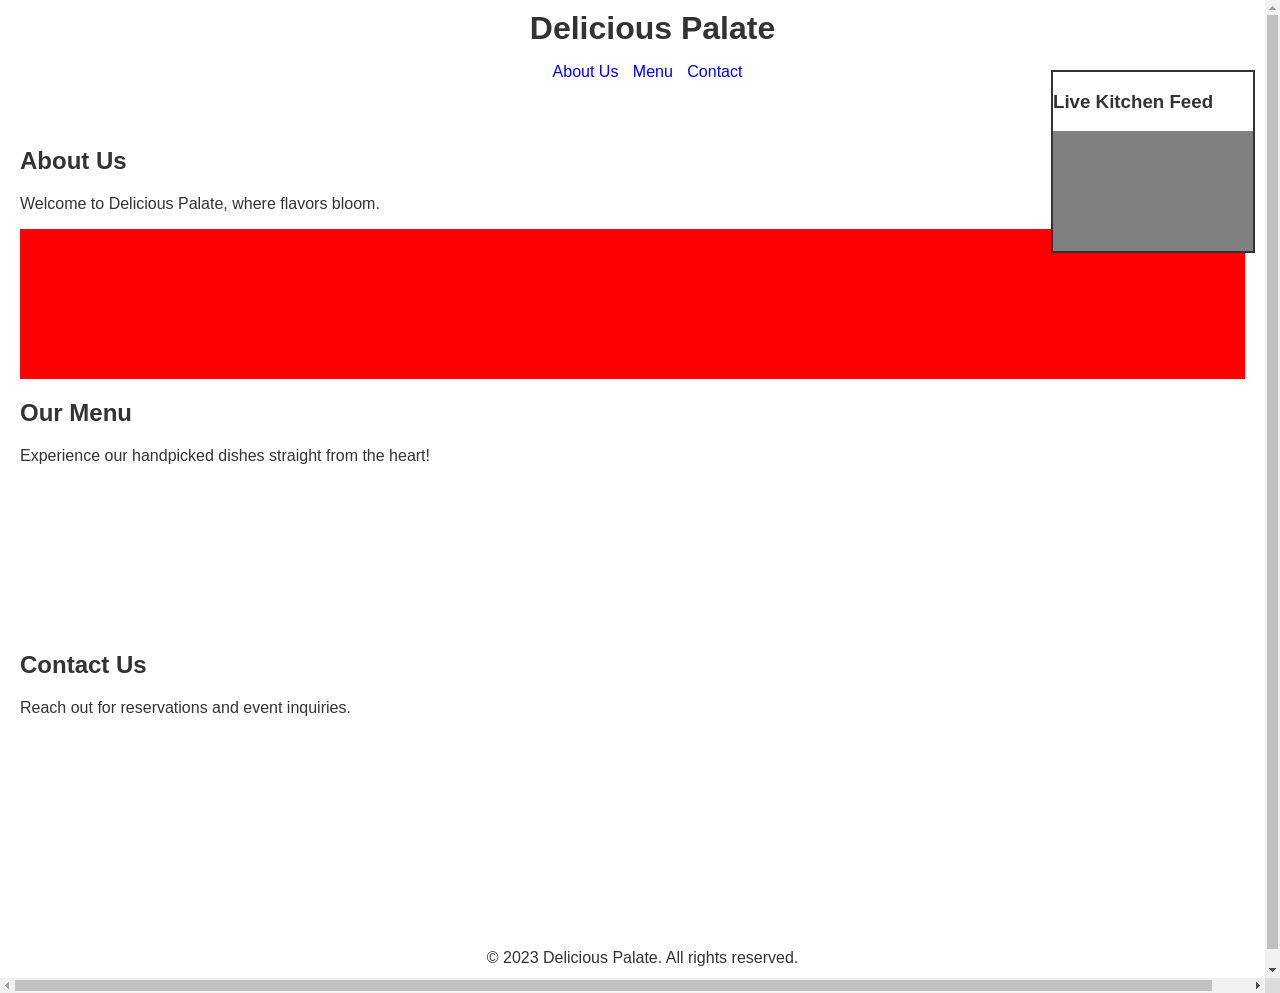 Delicious Palate
About Us Menu Contact
Live Kitchen Feed
About Us
Welcome to Delicious Palate, where flavors bloom.
Our Menu
Experience our handpicked dishes straight from the heart!
Contact Us
Reach out for reservations and event inquiries.
© 2023 Delicious Palate. All rights reserved.